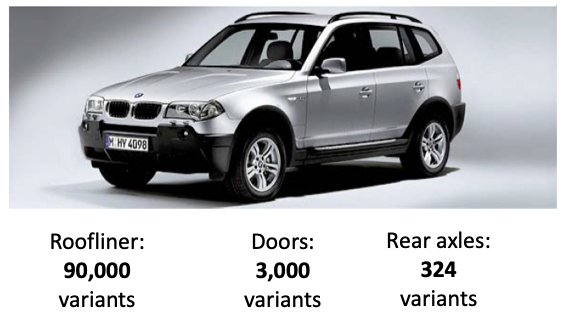 M:HY 4098
Roofliner:
90,000
variants
Doors:
3,000
variants
Rear axles:
324
variants